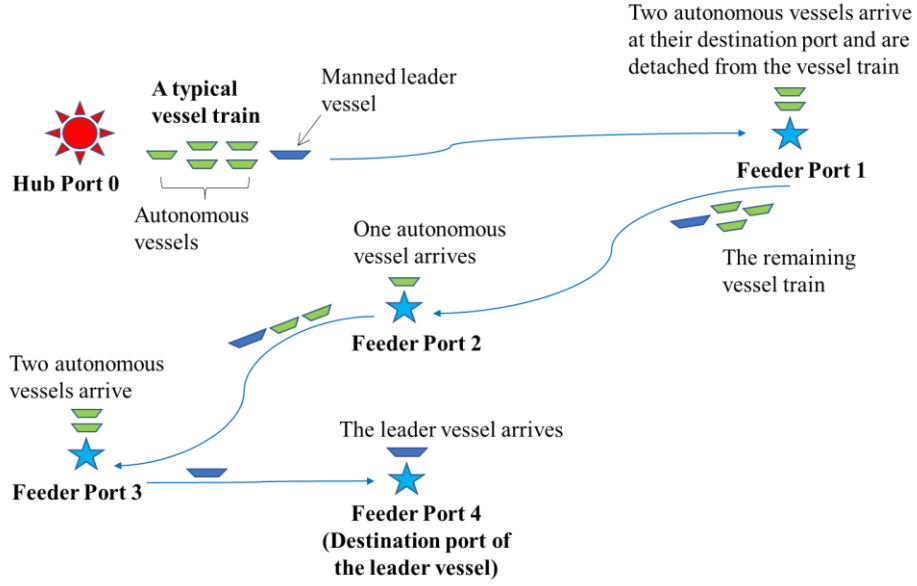 Two autonomous vessels arrive
at their destination port and are
detached from the vessel train
Manned leader
vessel
A typical
vessel train
Hub Port 0
Autonomous
vessels
Feeder Port 1
One autonomous
vessel arrives
The remaining
vessel train
Feeder Port 2
Two autonomous
vessels arrive
The leader vessel arrives
Feeder Port 3
Feeder Port 4
(Destination port of
the leader vessel)